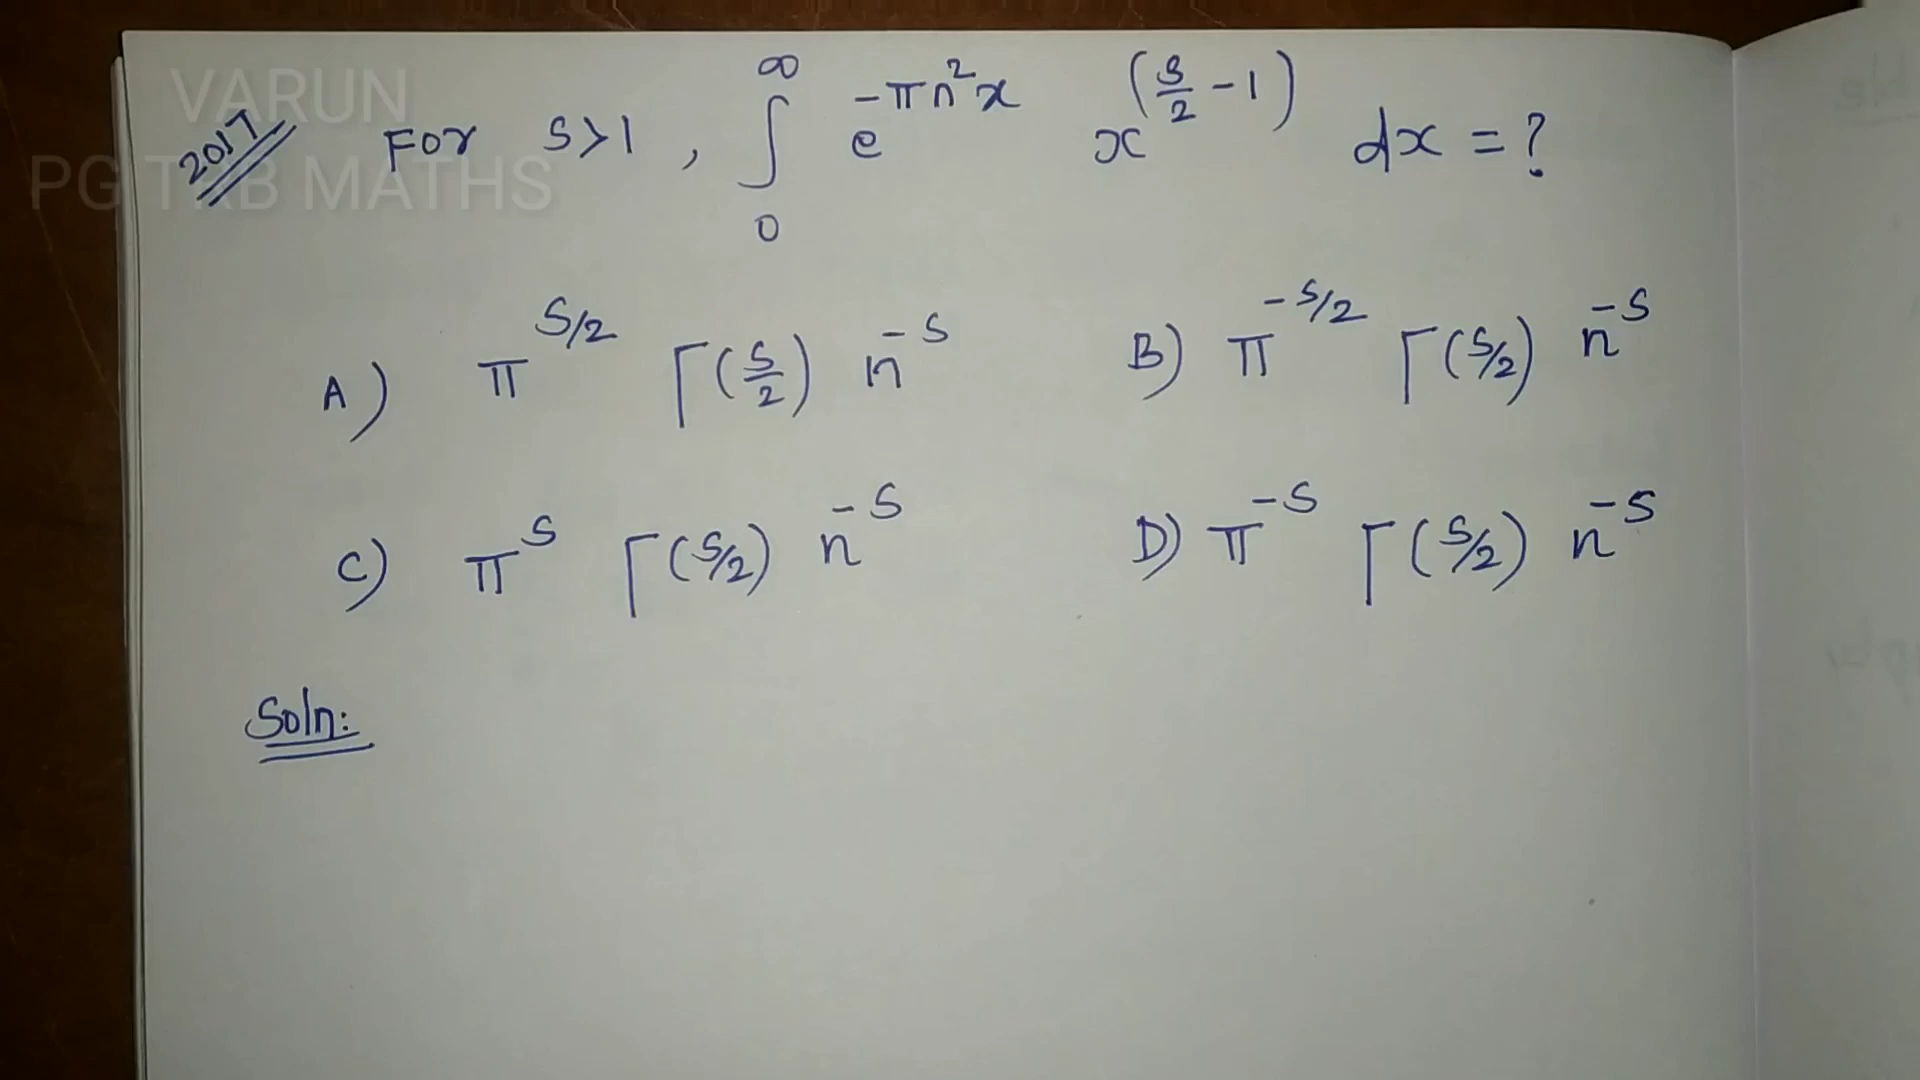 VARUN
PG TRB MATHS
2017 For s>1, ∫₀^∞ e^(-πn²x) x^(s/2 - 1) dx = ?
A) π^(s/2) Γ(s/2) n^(-s) B) π^(-s/2) Γ(s/2) n^(-s)
C) π^s Γ(s/2) n^(-s) D) π^(-s) Γ(s/2) n^(-s)
Soln: